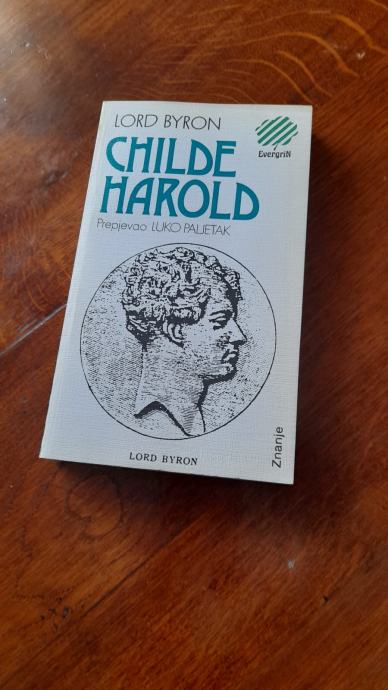 LORD BYRON
EvergriN
CHILDE
HAROLD
Prepjevao LUKO PALJETAK
LORD BYRON
Znanje